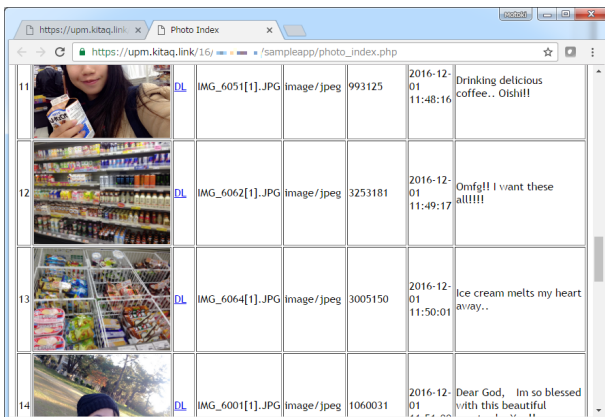 Motoki
https://upm.kitaq.link/
Photo Index
https://upm.kitaq.link/16/ /sampleapp/photo_index.php
11
DL
IMG_6051[1].JPG
image/jpeg
993125
2016-12-
01
11:48:16
Drinking delicious
coffee.. Oishi!!
12
DL
IMG_6062[1].JPG
image/jpeg
3253181
2016-12-
01
11:49:17
Omfg!! I want these
all!!!!
13
DL
IMG_6064[1].JPG
image/jpeg
3005150
2016-12-
01
11:50:01
Ice cream melts my heart
away..
14
DL
IMG_6001[1].JPG
image/jpeg
1060031
2016-12-
01
Dear God, Im so blessed
with this beautiful